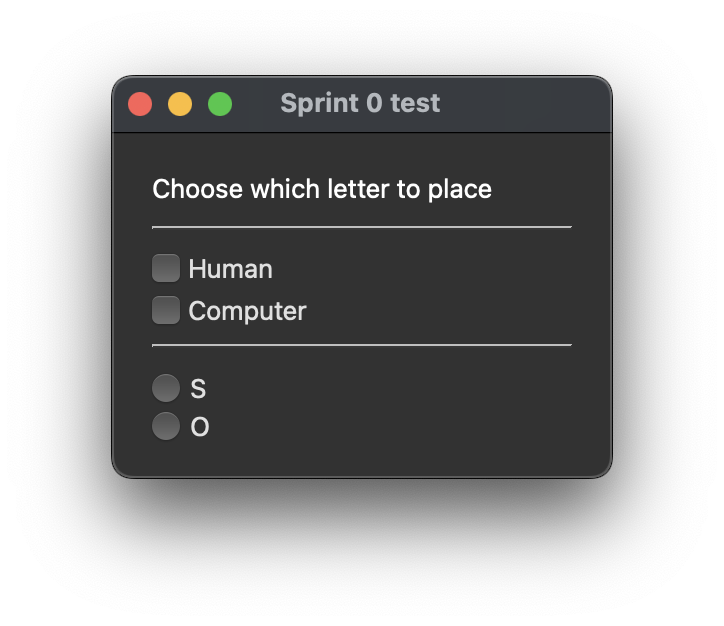 Sprint 0 test
Choose which letter to place
Human
Computer
S
O